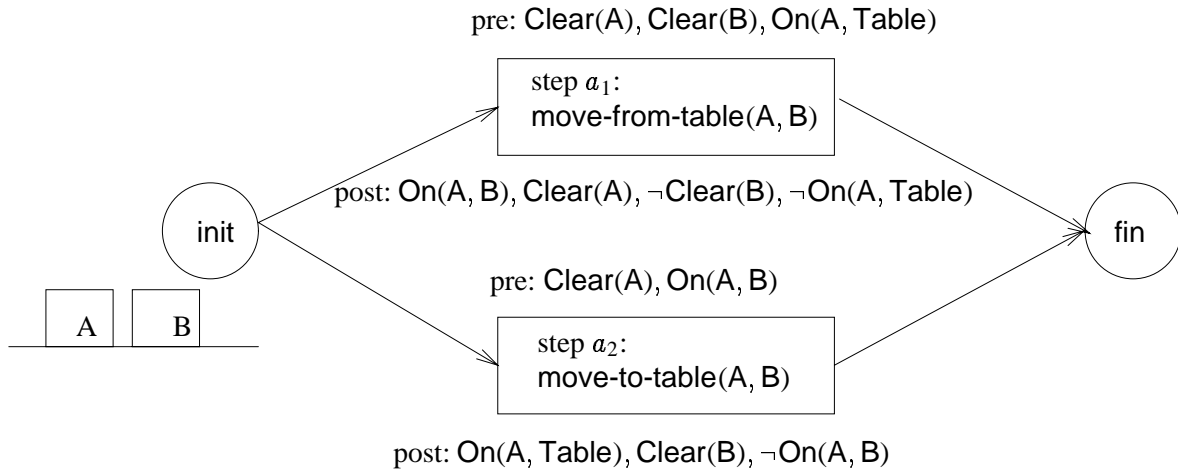 pre: Clear(A), Clear(B), On(A, Table)
step a₁:
move-from-table(A, B)
post: On(A, B), Clear(A), ¬Clear(B), ¬On(A, Table)
init
fin
A B
pre: Clear(A), On(A, B)
step a₂:
move-to-table(A, B)
post: On(A, Table), Clear(B), ¬On(A, B)